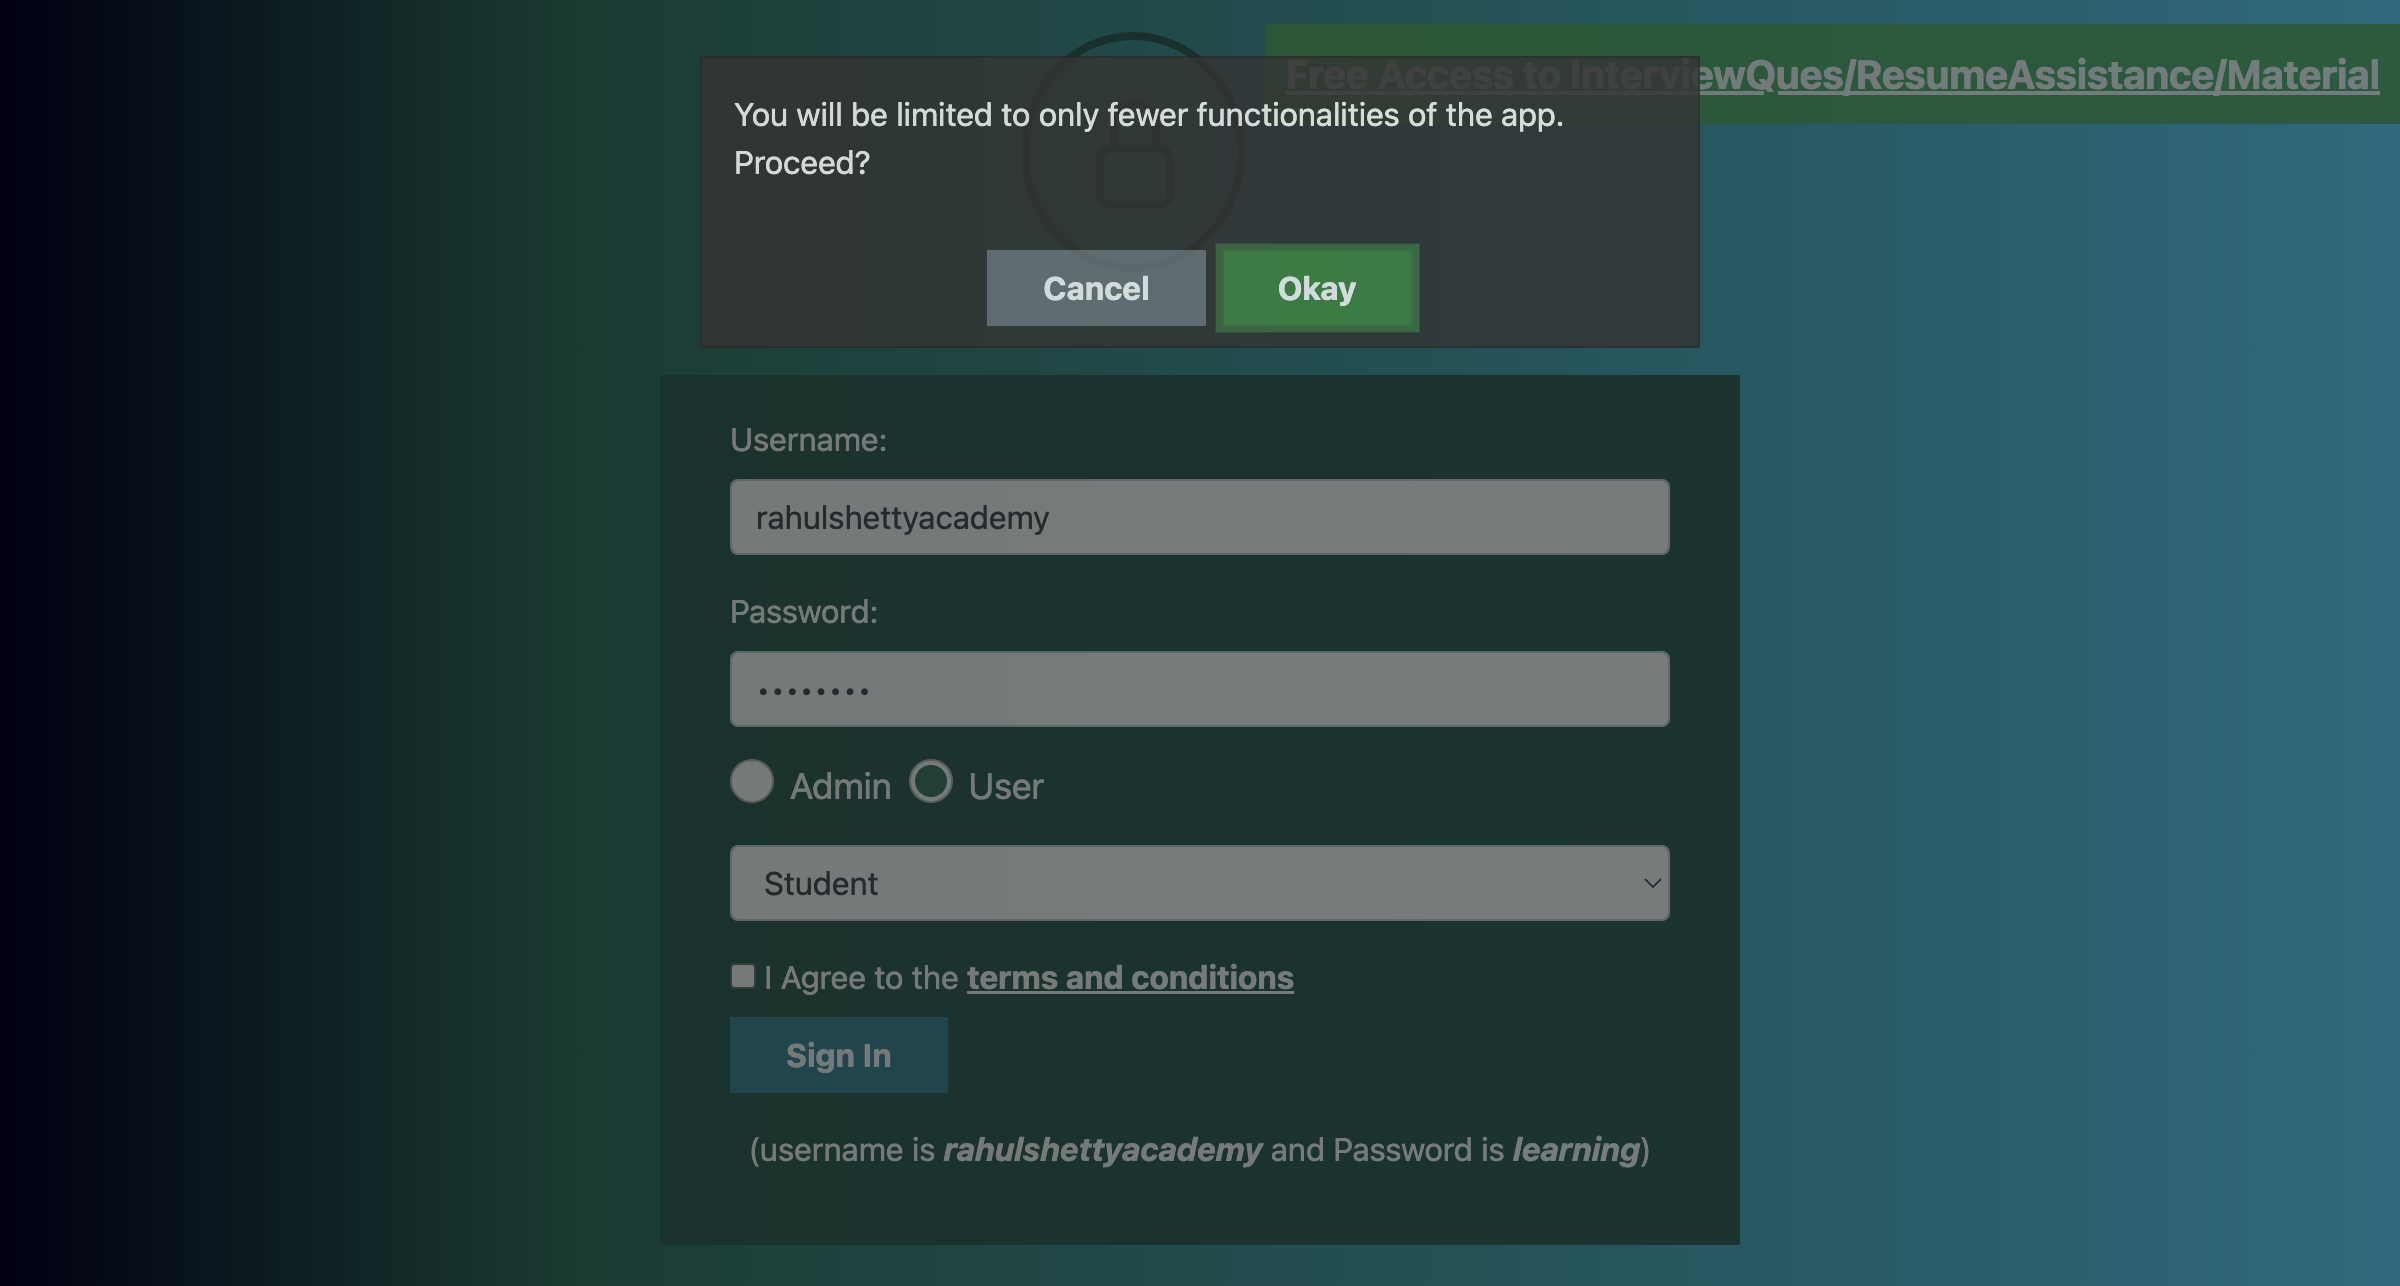 Free Access to InterviewQues/ResumeAssistance/Material
You will be limited to only fewer functionalities of the app.
Proceed?
Cancel
Okay
Username:
rahulshettyacademy
Password:
••••••••
Admin
User
Student
I Agree to the terms and conditions
Sign In
(username is rahulshettyacademy and Password is learning)